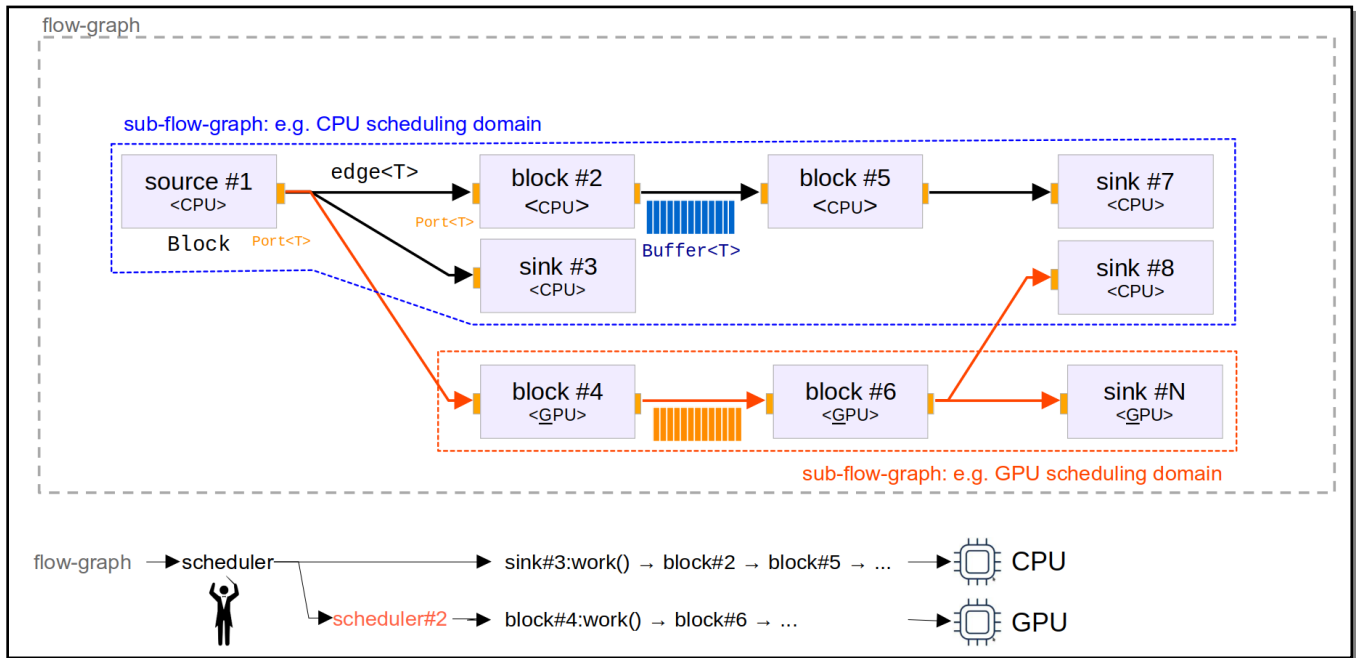 flow-graph
sub-flow-graph: e.g. CPU scheduling domain
source #1
<CPU>
Block
Port<T>
edge<T>
Port<T>
block #2
<CPU>
Buffer<T>
block #5
<CPU>
sink #7
<CPU>
sink #3
<CPU>
sink #8
<CPU>
block #4
<GPU>
block #6
<GPU>
sink #N
<GPU>
sub-flow-graph: e.g. GPU scheduling domain
flow-graph scheduler sink#3:work() → block#2 → block#5 → ... CPU
scheduler#2 block#4:work() → block#6 → ... GPU